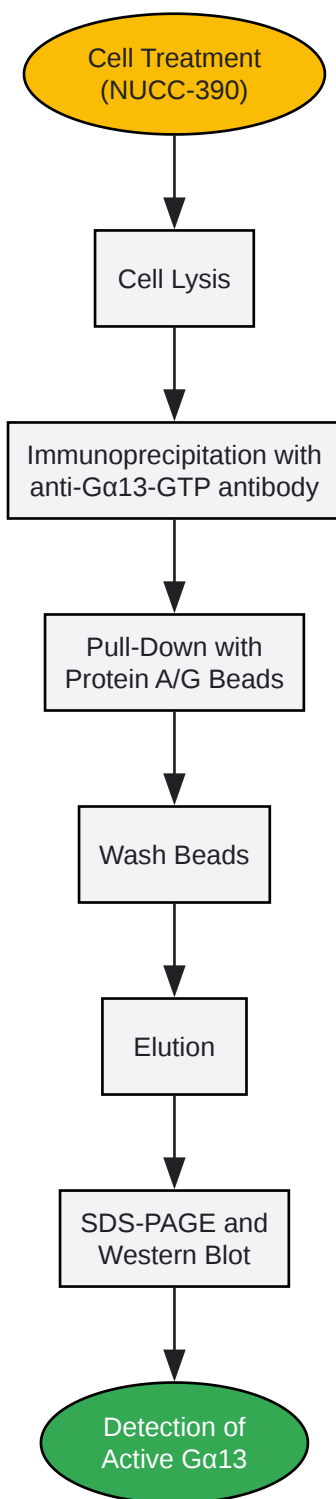 Cell Treatment
(NUCC-390)
Cell Lysis
Immunoprecipitation with
anti-Gα13-GTP antibody
Pull-Down with
Protein A/G Beads
Wash Beads
Elution
SDS-PAGE and
Western Blot
Detection of
Active Gα13